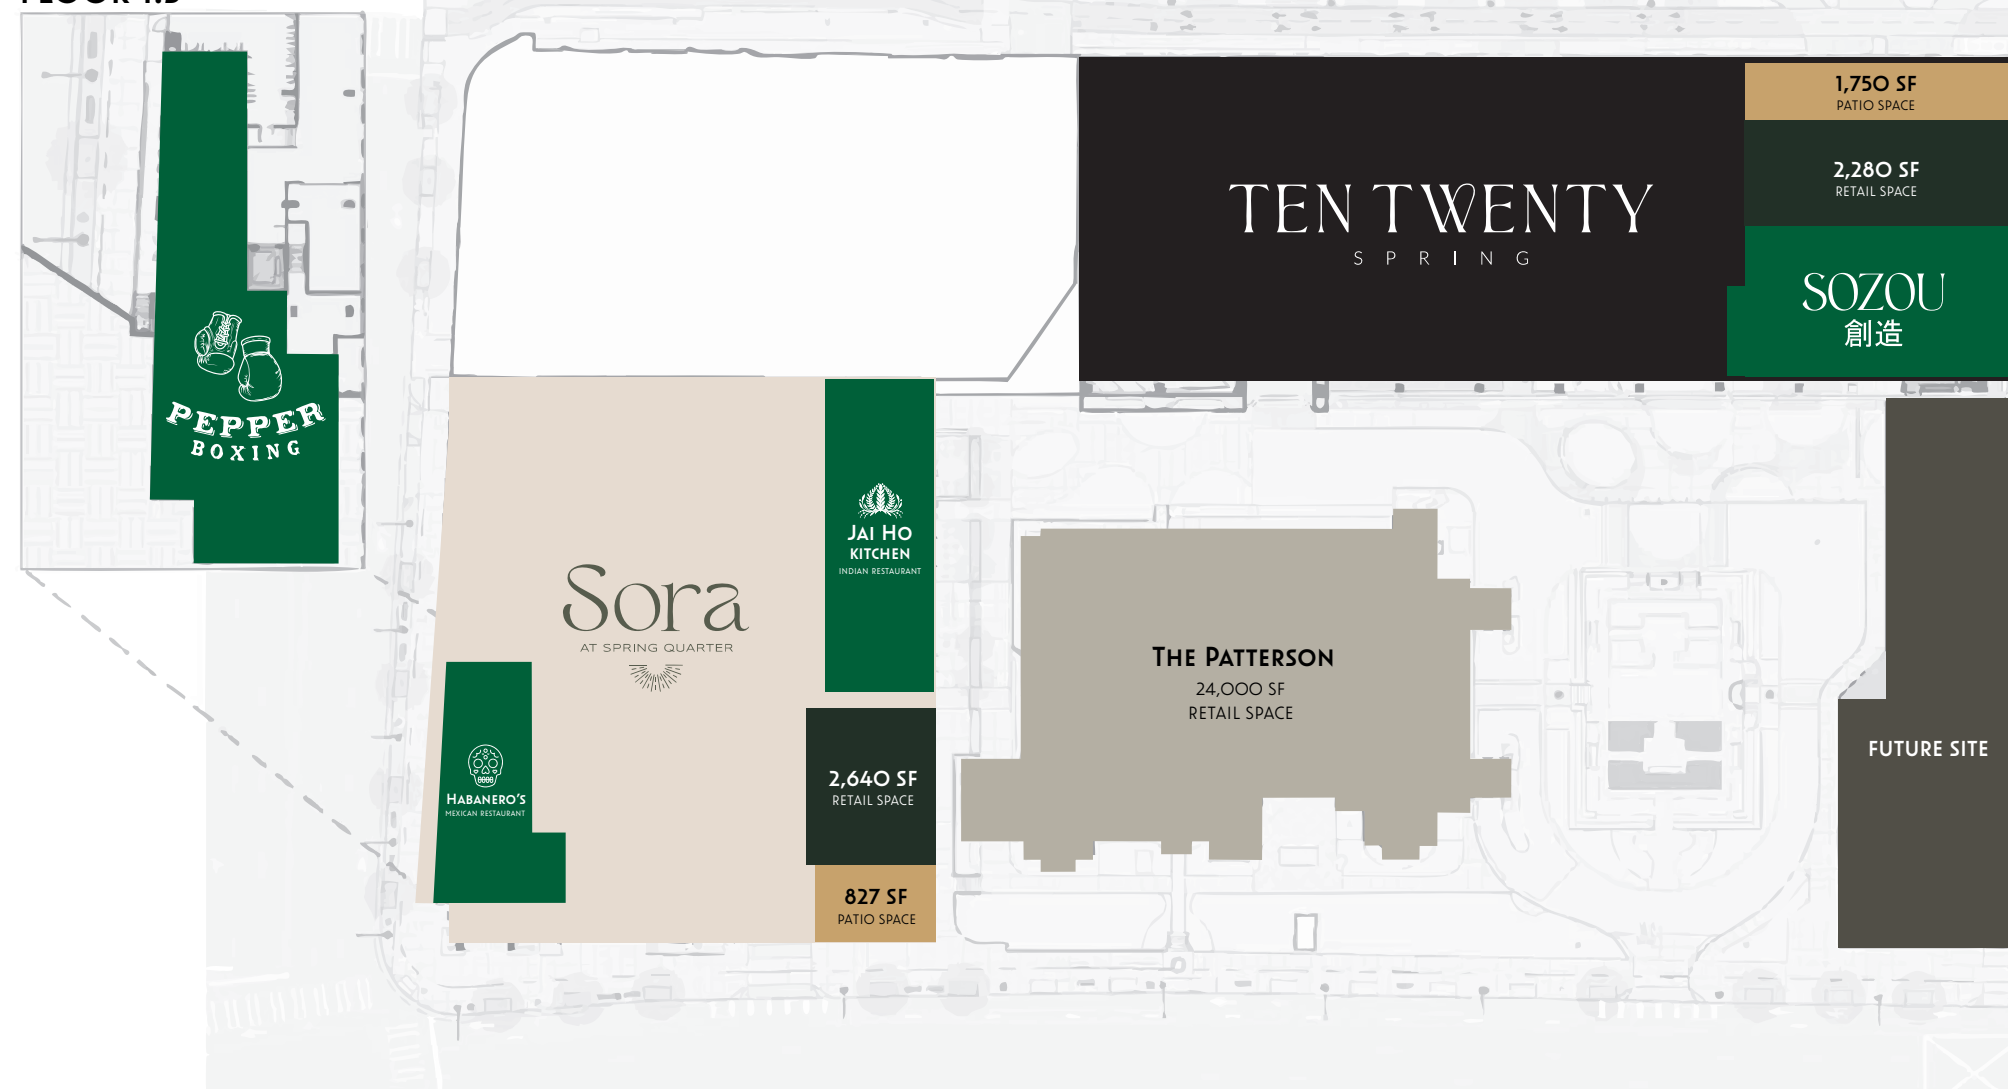 1,750 SF
PATIO SPACE
2,280 SF
RETAIL SPACE
TEN TWENTY
SPRING
SOZOU
創造
PEPPER
BOXING
JAI HO
KITCHEN
INDIAN RESTAURANT
Sora
AT SPRING QUARTER
THE PATTERSON
24,000 SF
RETAIL SPACE
FUTURE SITE
HABANERO'S
MEXICAN RESTAURANT
2,640 SF
RETAIL SPACE
827 SF
PATIO SPACE